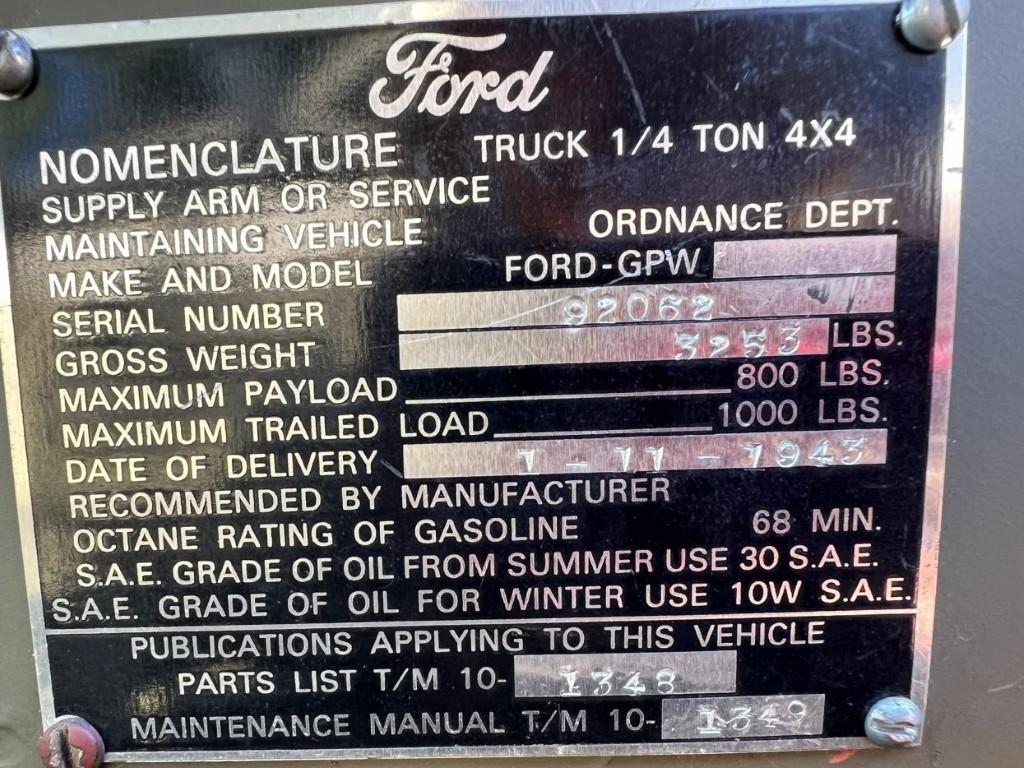 Ford
NOMENCLATURE TRUCK 1/4 TON 4X4
SUPPLY ARM OR SERVICE
MAINTAINING VEHICLE ORDNANCE DEPT.
MAKE AND MODEL FORD-GPW
SERIAL NUMBER 92062
GROSS WEIGHT 3253 LBS.
MAXIMUM PAYLOAD 800 LBS.
MAXIMUM TRAILED LOAD 1000 LBS.
DATE OF DELIVERY 1-11-1943
RECOMMENDED BY MANUFACTURER
OCTANE RATING OF GASOLINE 68 MIN.
S.A.E. GRADE OF OIL FROM SUMMER USE 30 S.A.E.
S.A.E. GRADE OF OIL FOR WINTER USE 10W S.A.E.
PUBLICATIONS APPLYING TO THIS VEHICLE
PARTS LIST T/M 10-1348
MAINTENANCE MANUAL T/M 10-1349